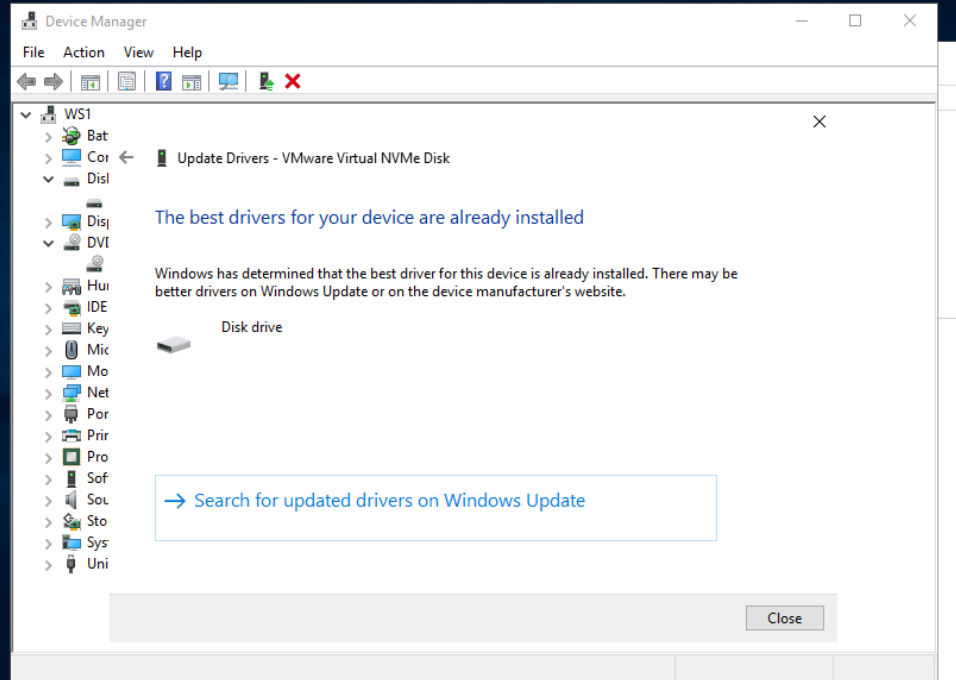 Device Manager
File Action View Help
WS1
Bat
Cor
Update Drivers - VMware Virtual NVMe Disk
Disl
The best drivers for your device are already installed
Disp
DVD
Windows has determined that the best driver for this device is already installed. There may be
better drivers on Windows Update or on the device manufacturer's website.
Hur
IDE
Disk drive
Key
Mic
Mo
Net
Por
Prir
Pro
Sof
Search for updated drivers on Windows Update
Sou
Sto
Sys
Uni
Close